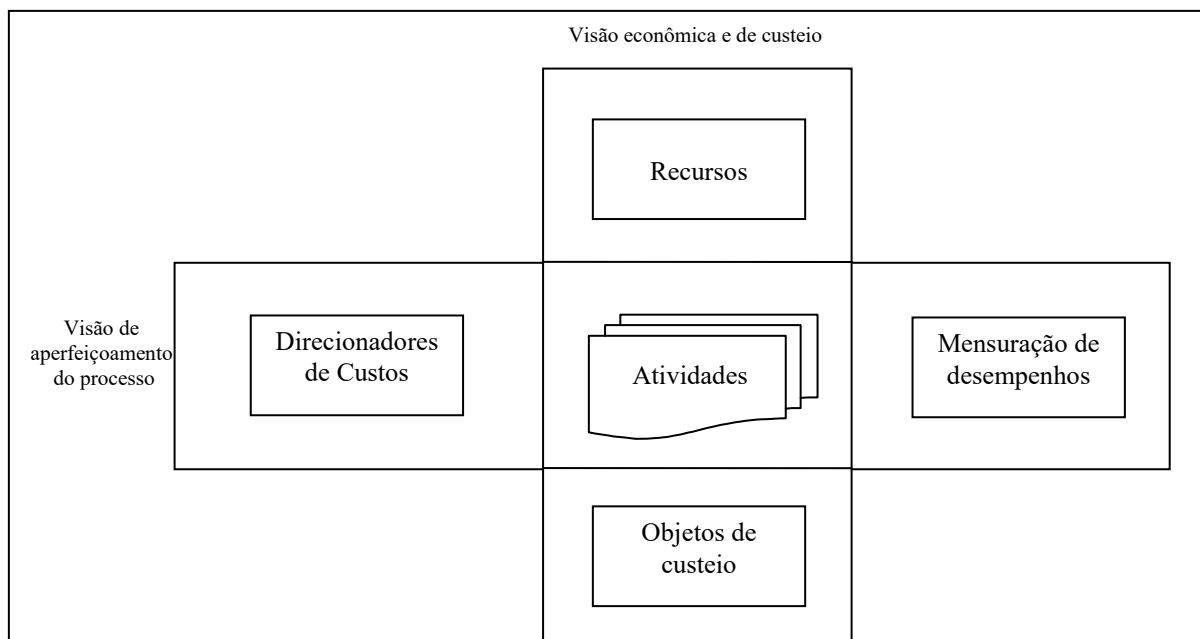 Visão econômica e de custeio
Recursos
Visão de
aperfeiçoamento
do processo
Direcionadores
de Custos
Atividades
Mensuração de
desempenhos
Objetos de
custeio